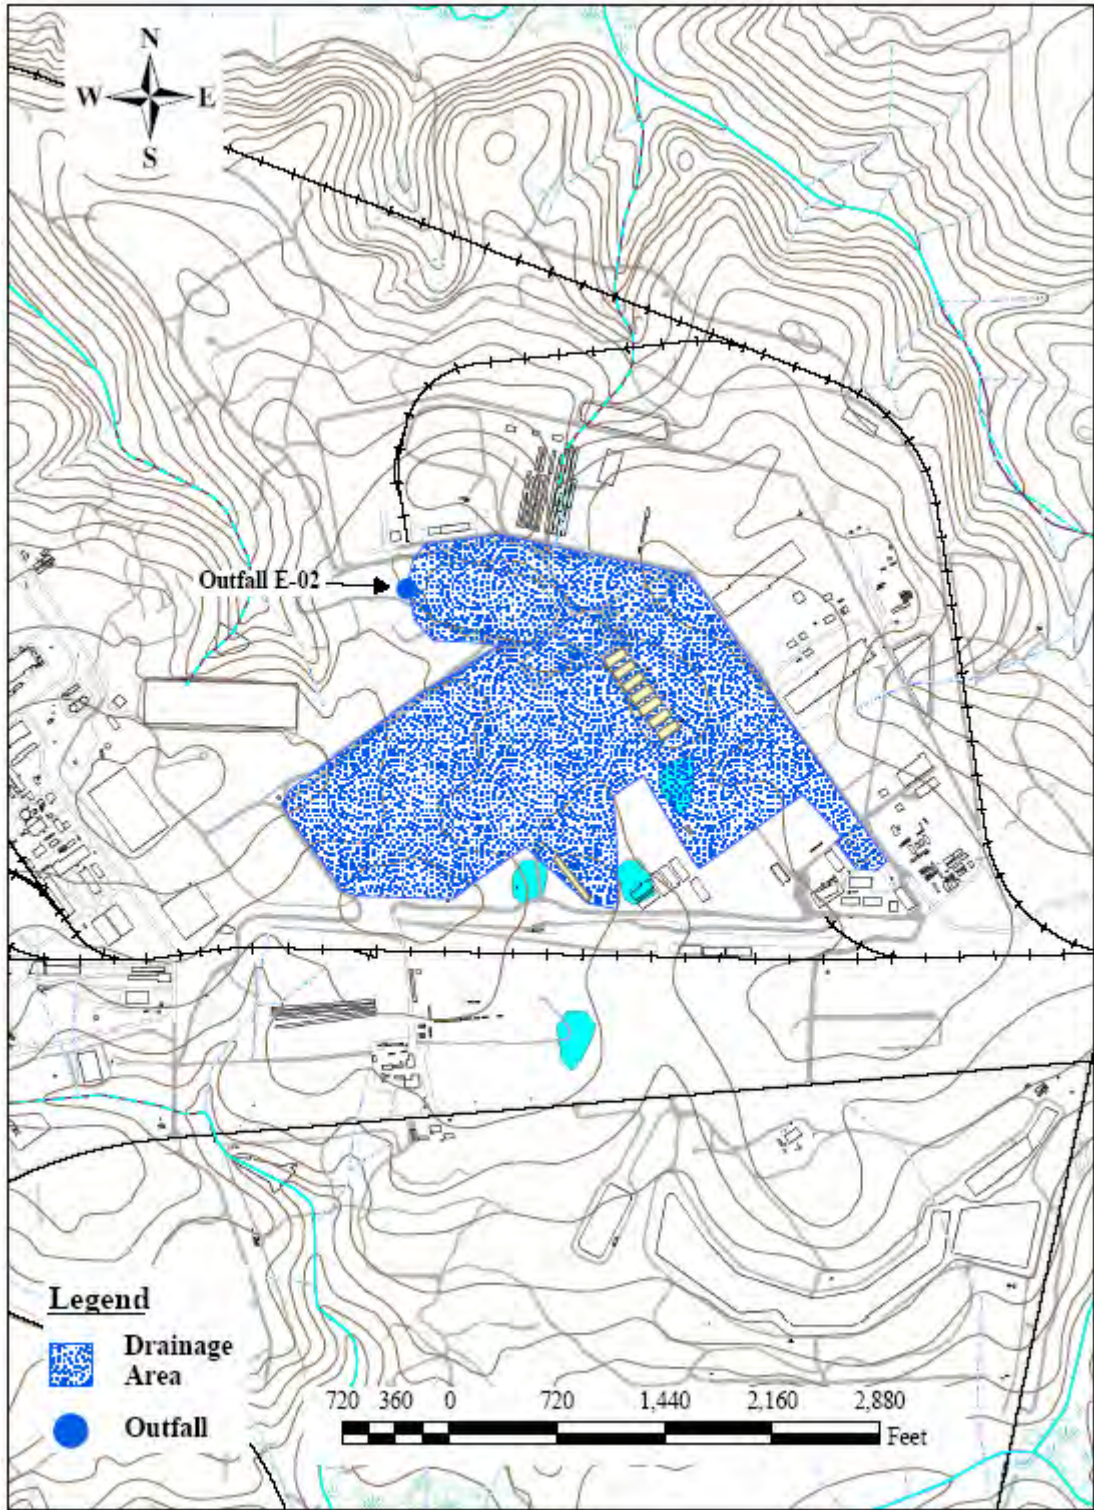 N
W E
S
Outfall E-02
Legend
Drainage
Area
Outfall
720 360 0 720 1,440 2,160 2,880
Feet